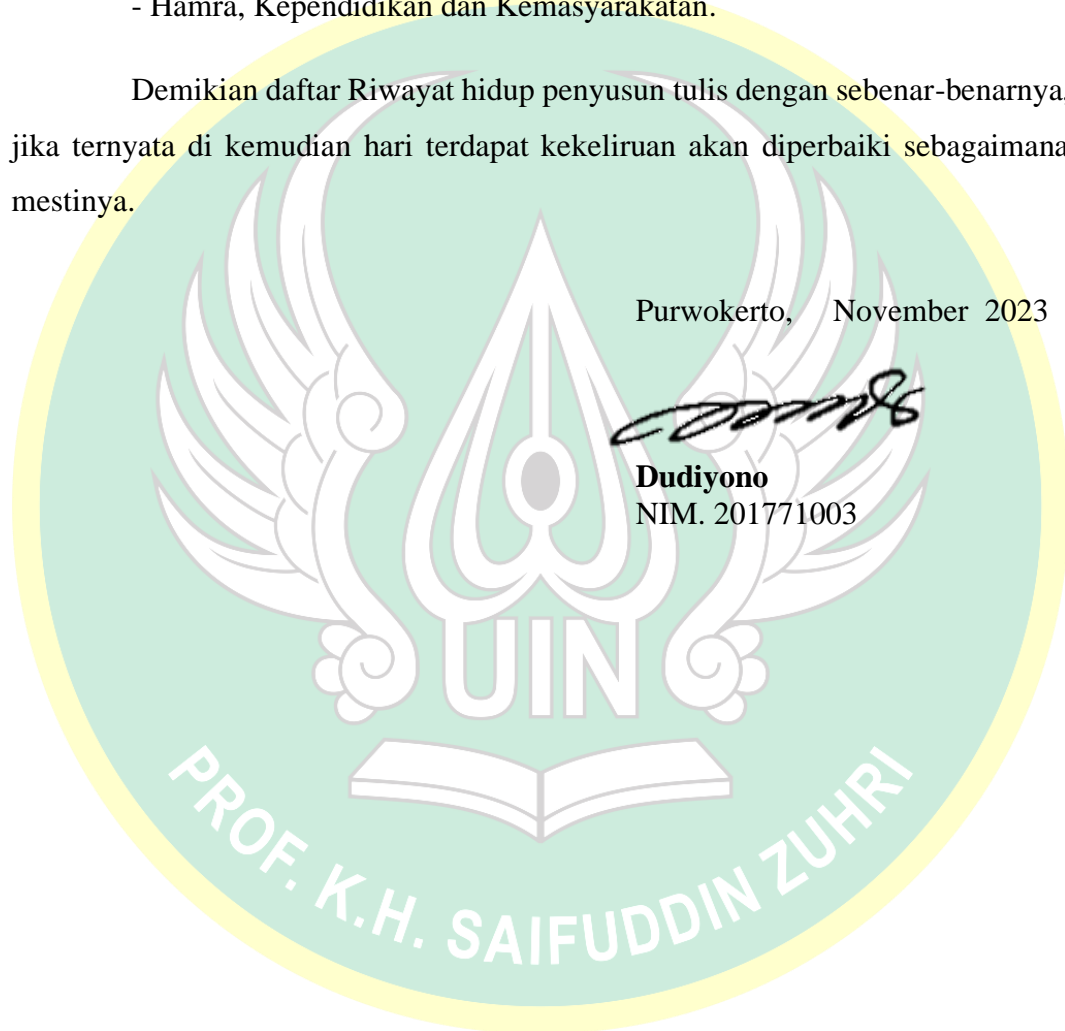 - Hamra, Kependidikan dan Kemasyarakatan.
Demikian daftar Riwayat hidup penyusun tulis dengan sebenar-benarnya,
jika ternyata di kemudian hari terdapat kekeliruan akan diperbaiki sebagaimana
mestinya.
Purwokerto, November 2023
Dudiyono
NIM. 201771003
UIN
PROF. K.H. SAIFUDDIN ZUHRI